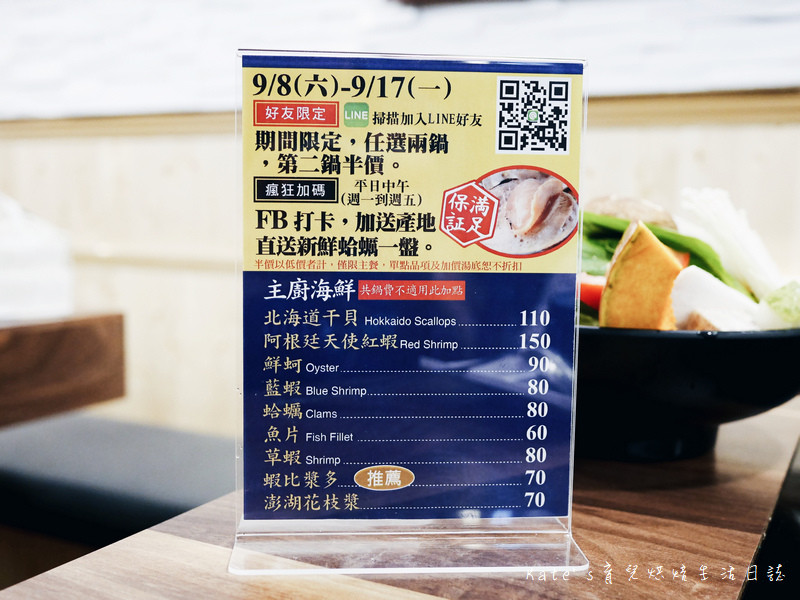 9/8(六)-9/17(一)
好友限定 LINE 掃描加入LINE好友
期間限定，任選兩鍋
，第二鍋半價。
瘋狂加碼 平日中午
(週一到週五)
FB 打卡，加送產地
直送新鮮蛤蠣一盤。
滿足
保証
半價以低價者計，僅限主餐，單點品項及加價湯底恕不折扣
主廚海鮮 共鍋費不適用此加點
北海道干貝 Hokkaido Scallops 110
阿根廷天使紅蝦 Red Shrimp 150
鮮蚵 Oyster 90
藍蝦 Blue Shrimp 80
蛤蠣 Clams 80
魚片 Fish Fillet 60
草蝦 Shrimp 80
蝦比漿多 推薦 70
澎湖花枝漿 70
Kate's育兒烘焙生活日誌